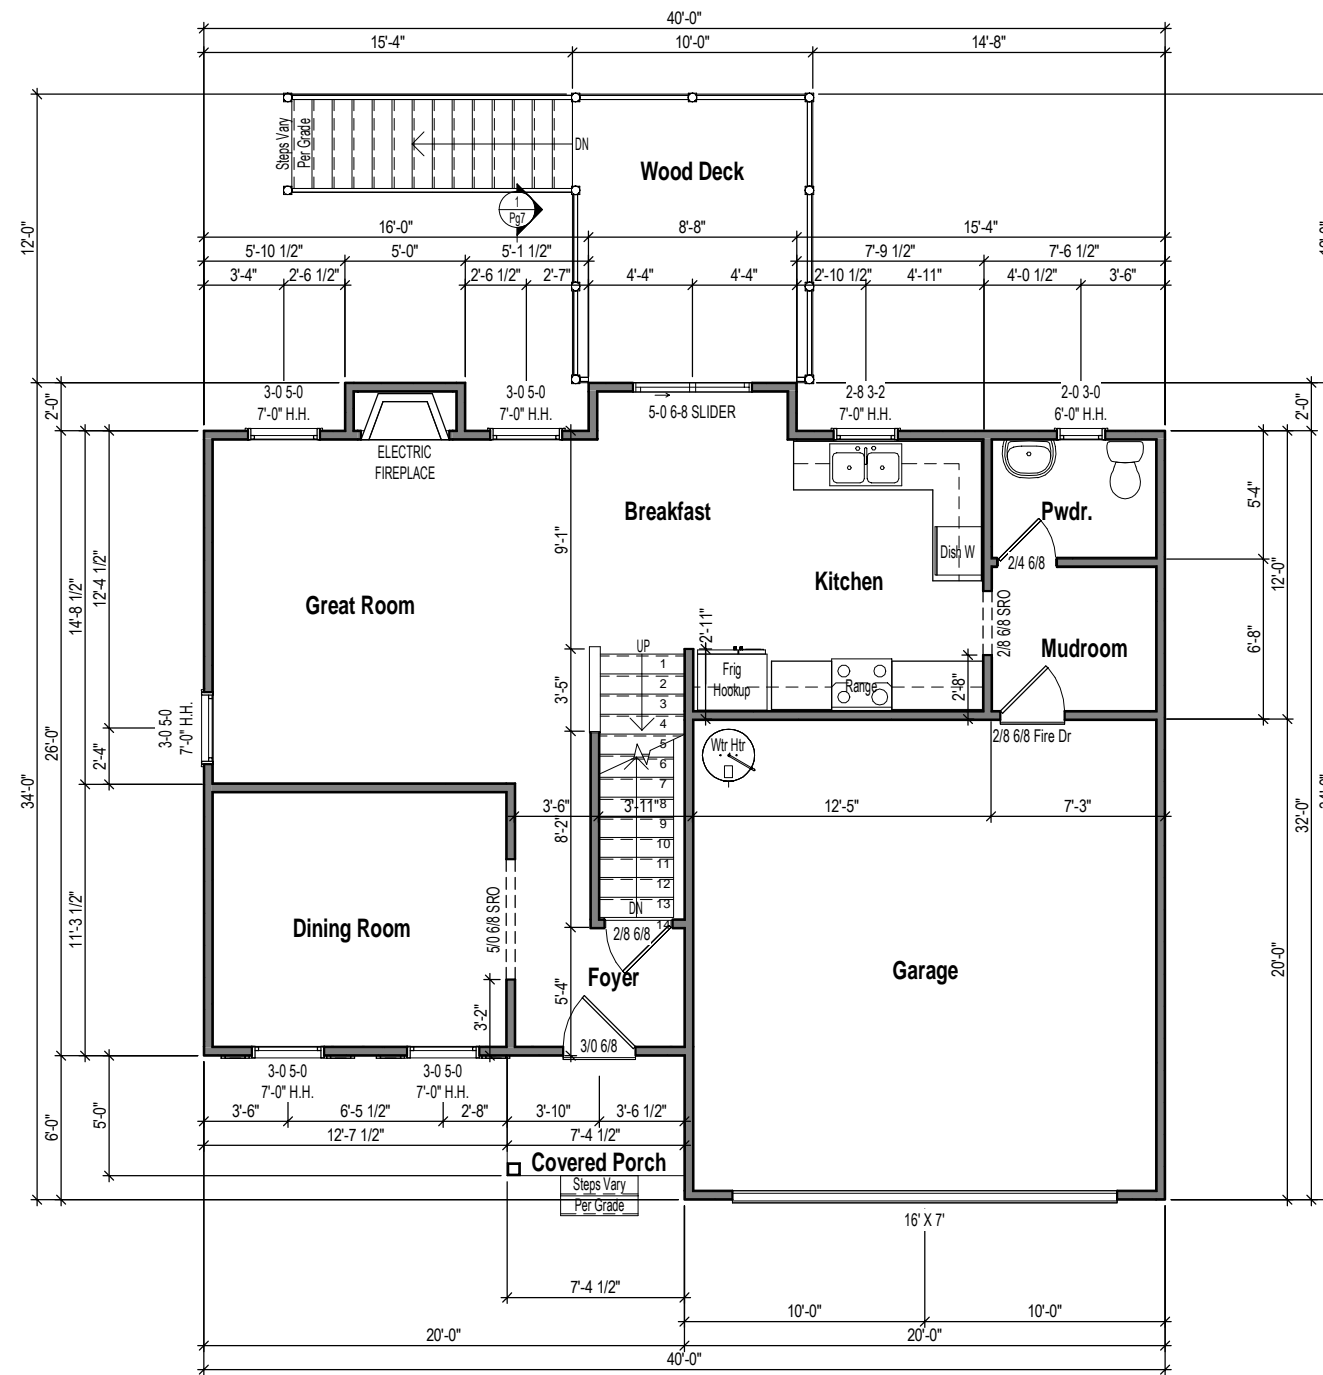 40'-0"
15'-4"
10'-0"
14'-8"
12'-0"
Steps Vary
Per Grade
DN
Wood Deck
1
Pg7
16'-0"
8'-8"
15'-4"
5'-10 1/2"
5'-0"
5'-1 1/2"
7'-9 1/2"
7'-6 1/2"
3'-4"
2'-6 1/2"
2'-6 1/2"
2'-7"
4'-4"
4'-4"
2'-10 1/2"
4'-11"
4'-0 1/2"
3'-6"
3-0 5-0
7'-0" H.H.
3-0 5-0
7'-0" H.H.
5-0 6-8 SLIDER
2-8 3-2
7'-0" H.H.
2-0 3-0
6'-0" H.H.
2'-0"
2'-0"
ELECTRIC
FIREPLACE
Breakfast
Pwdr.
5'-4"
9'-1"
Dish W
2/4 6/8
Kitchen
12'-0"
Great Room
12'-4 1/2"
14'-8 1/2"
2/8 6/8 SRO
6'-8"
Mudroom
2'-11"
UP
Frig
Hookup
Range
2'-8"
1
2
3
4
5
6
7
8
9
10
11
12
13
14
3'-5"
3-0 5-0
7'-0" H.H.
2'-4"
26'-0"
34'-0"
2/8 6/8 Fire Dr
Wtr Htr
3'-6"
3'-11"
12'-5"
7'-3"
8'-2"
32'-0"
11'-3 1/2"
Dining Room
5/0 6/8 SRO
DN
2/8 6/8
Foyer
Garage
20'-0"
5'-4"
3'-2"
3/0 6/8
3-0 5-0
7'-0" H.H.
3-0 5-0
7'-0" H.H.
3'-6"
6'-5 1/2"
2'-8"
3'-10"
3'-6 1/2"
12'-7 1/2"
7'-4 1/2"
5'-0"
6'-0"
Covered Porch
Steps Vary
Per Grade
16' X 7'
7'-4 1/2"
10'-0"
10'-0"
20'-0"
20'-0"
40'-0"